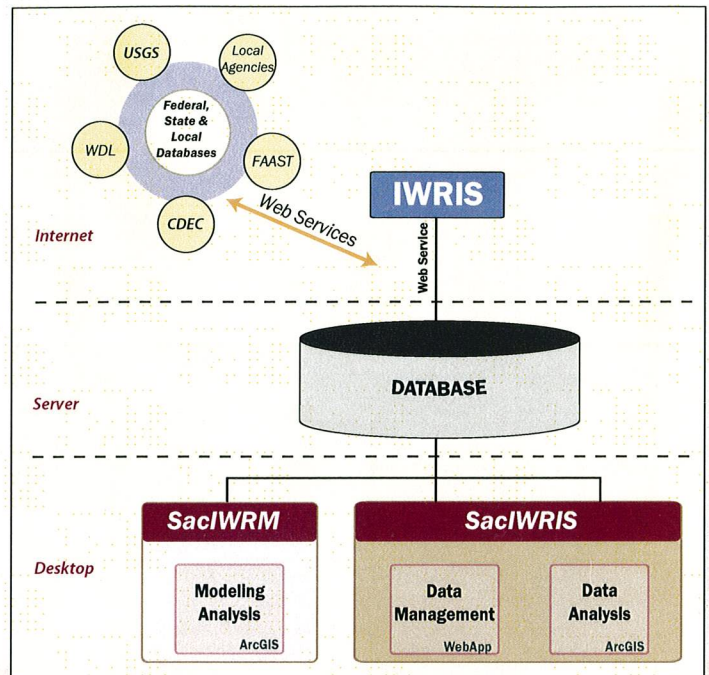 USGS
Local
Agencies
Federal,
State &
Local
Databases
WDL
FAAST
CDEC
Web Services
IWRIS
Web Service
Internet
DATABASE
Server
SacIWRM
SacIWRIS
Desktop
Modeling
Analysis
ArcGIS
Data
Management
WebApp
Data
Analysis
ArcGIS